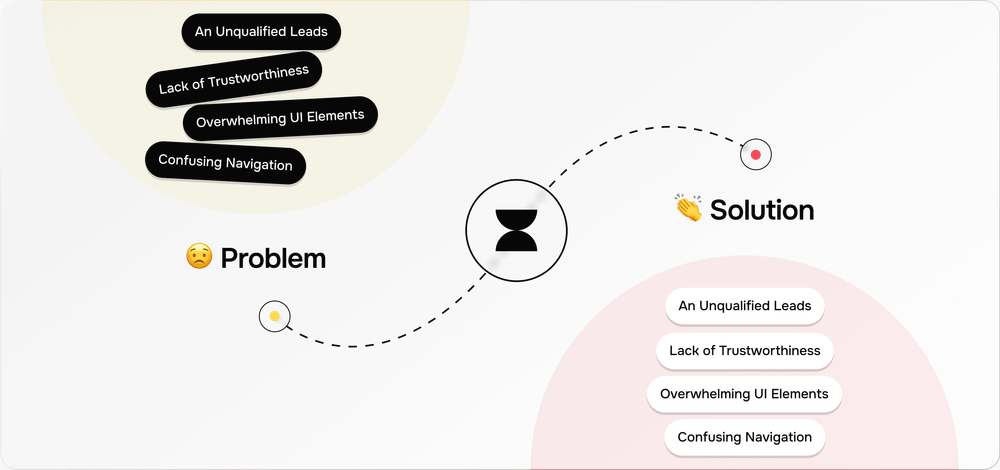 An Unqualified Leads
Lack of Trustworthiness
Overwhelming UI Elements
Confusing Navigation
Problem
Solution
An Unqualified Leads
Lack of Trustworthiness
Overwhelming UI Elements
Confusing Navigation